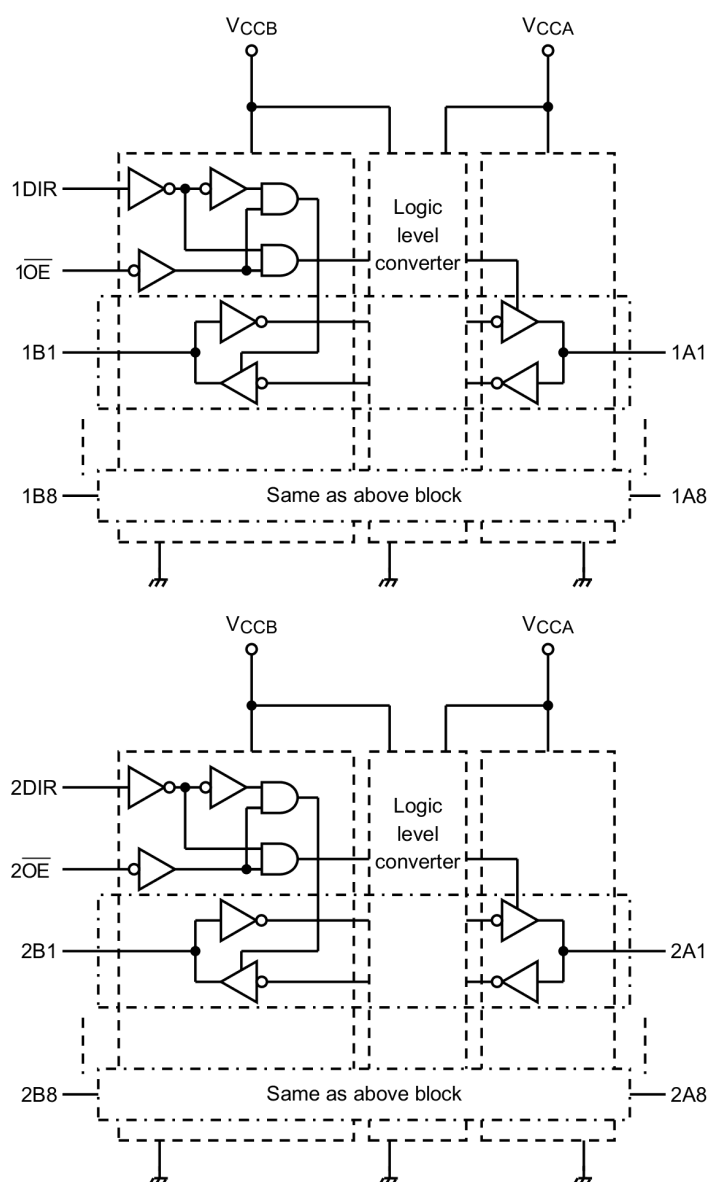 VCCB VCCA
1DIR
Logic
level
converter
1OE
1B1 1A1
1B8 Same as above block 1A8
VCCB VCCA
2DIR
Logic
level
converter
2OE
2B1 2A1
2B8 Same as above block 2A8